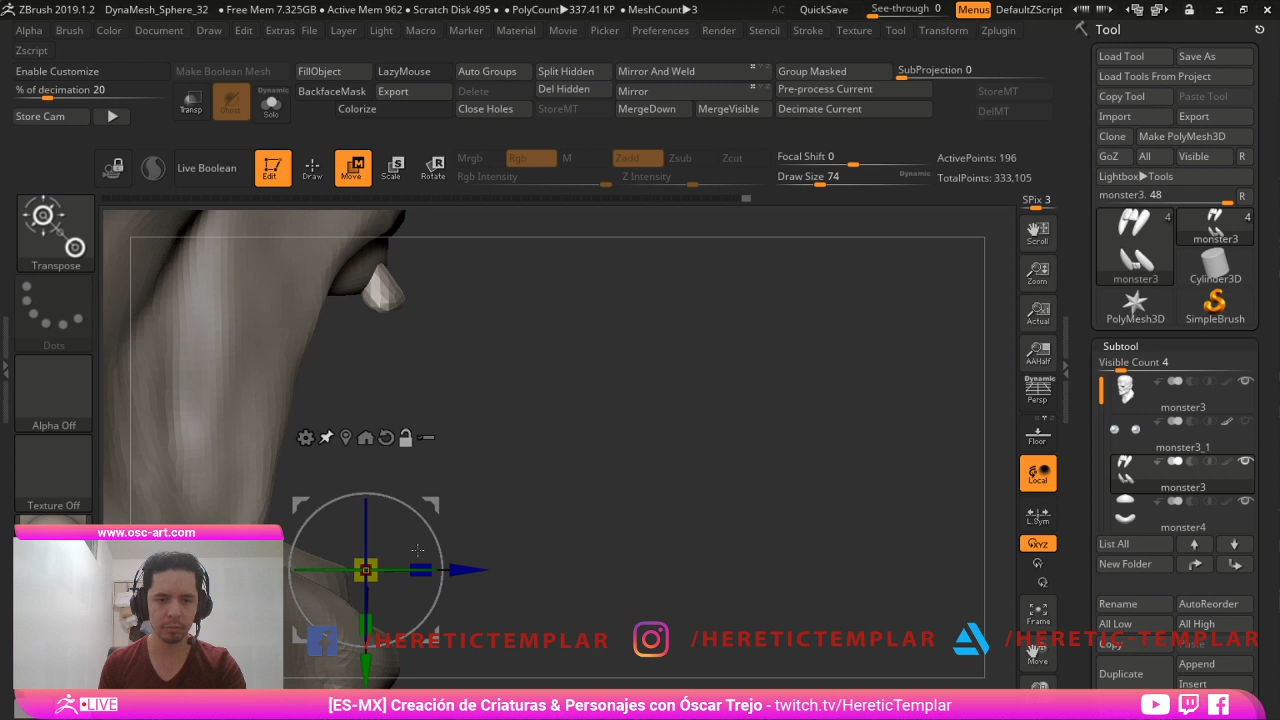 ZBrush 2019.1.2 DynaMesh_Sphere_32 • Free Mem 7.325GB • Active Mem 962 • Scratch Disk 495 • PolyCount▶337.41 KP • MeshCount▶3 AC QuickSave See-through 0 Menus DefaultZScript
Alpha Brush Color Document Draw Edit Extras File Layer Light Macro Marker Material Movie Picker Preferences Render Stencil Stroke Texture Tool Transform Zplugin
Zscript
Enable Customize Make Boolean Mesh FillObject LazyMouse Auto Groups Split Hidden Mirror And Weld Group Masked SubProjection 0
% of decimation 20 Transp Ghost Dynamic Solo BackfaceMask Export Delete Del Hidden Mirror Pre-process Current StoreMT
Store Cam Colorize Close Holes StoreMT MergeDown MergeVisible Decimate Current DelMT
Live Boolean Edit Draw Move Scale Rotate Mrgb Rgb M Zadd Zsub Zcut Focal Shift 0 ActivePoints: 196
Rgb Intensity Z Intensity Draw Size 74 Dynamic TotalPoints: 333,105
Transpose
Dots
Alpha Off
Texture Off
SPix 3
Scroll
Zoom
Actual
AAHalf
Dynamic
Persp
Floor
Local
L.Sym
XYZ
Frame
Move
Tool
Load Tool Save As
Load Tools From Project
Copy Tool Paste Tool
Import Export
Clone Make PolyMesh3D
GoZ All Visible R
Lightbox▶Tools
monster3. 48 R
4 4
monster3
monster3 Cylinder3D
PolyMesh3D SimpleBrush
Subtool
Visible Count 4
monster3
monster3_1
monster3
monster4
List All
New Folder
Rename AutoReorder
All Low All High
Copy Paste
Duplicate Append
Insert
www.osc-art.com
/HERETICTEMPLAR /HERETICTEMPLAR /HERETIC_TEMPLAR
LIVE [ES-MX] Creación de Criaturas & Personajes con Óscar Trejo - twitch.tv/HereticTemplar